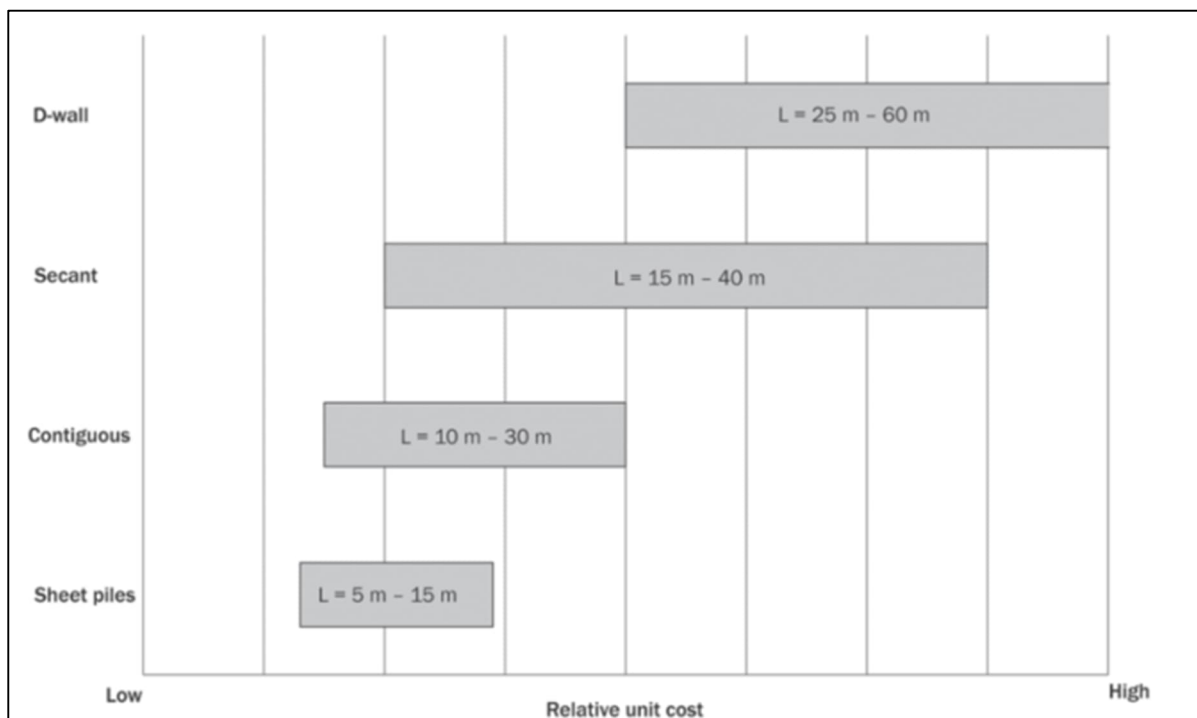 D-wall
L = 25 m – 60 m
Secant
L = 15 m – 40 m
Contiguous
L = 10 m – 30 m
Sheet piles
L = 5 m – 15 m
Low
High
Relative unit cost